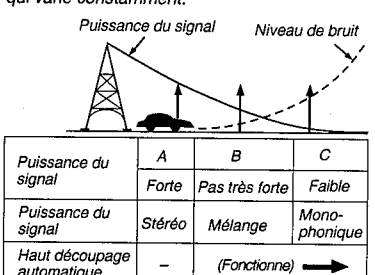 qui varie constamment.
Puissance du signal
Niveau de bruit
Puissance du
signal
A
B
C
Forte
Pas très forte
Faible
Puissance du
signal
Stéréo
Mélange
Mono-
phonique
Haut découpage
automatique
–
(Fonctionne)